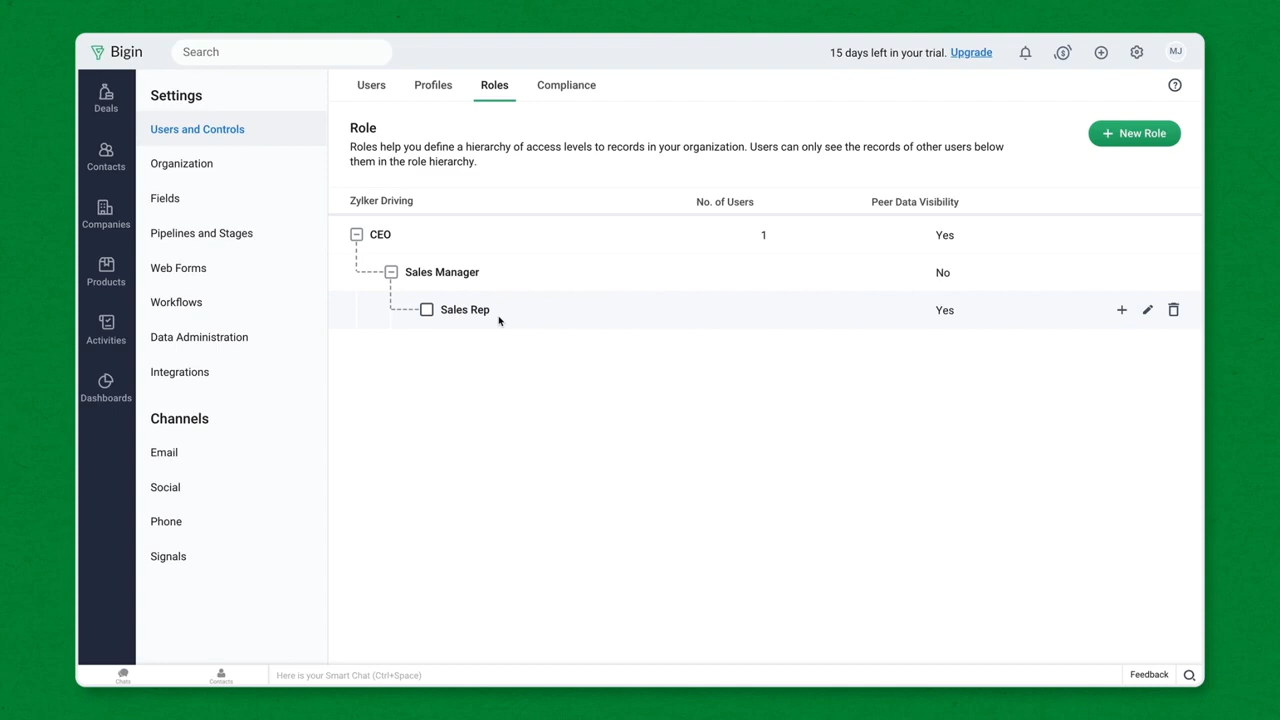 Bigin
Search
15 days left in your trial. Upgrade
MJ
Deals
Contacts
Companies
Products
Activities
Dashboards
Settings
Users and Controls
Organization
Fields
Pipelines and Stages
Web Forms
Workflows
Data Administration
Integrations
Channels
Email
Social
Phone
Signals
Users Profiles Roles Compliance
Role
Roles help you define a hierarchy of access levels to records in your organization. Users can only see the records of other users below
them in the role hierarchy.
+ New Role
Zylker Driving No. of Users Peer Data Visibility
CEO 1 Yes
Sales Manager No
Sales Rep Yes
Chats
Contacts
Here is your Smart Chat (Ctrl+Space)
Feedback